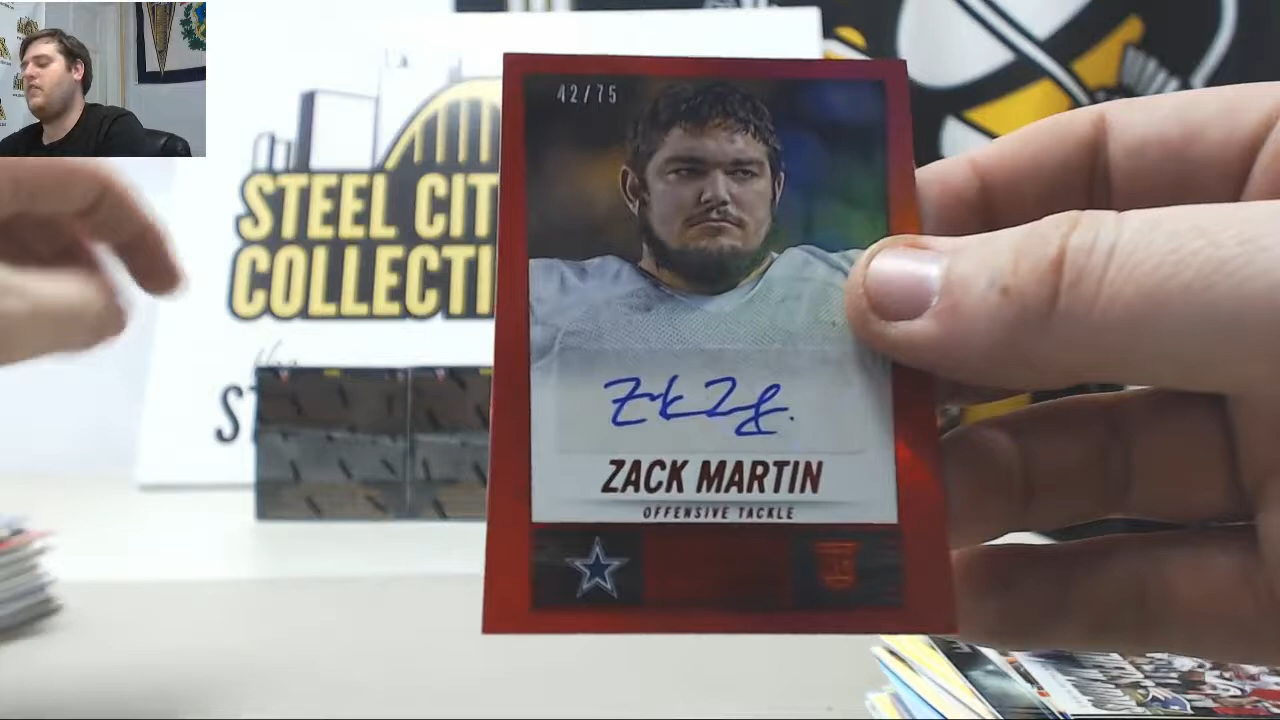 42/75
STEEL CIT
COLLECTI
ZACK MARTIN
OFFENSIVE TACKLE